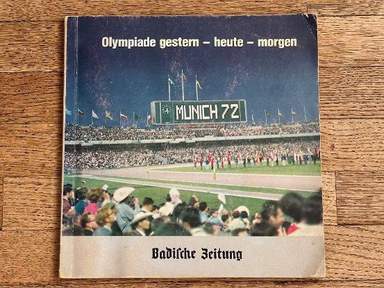 Olympiade gestern – heute – morgen
MUNICH 72
Badische Zeitung